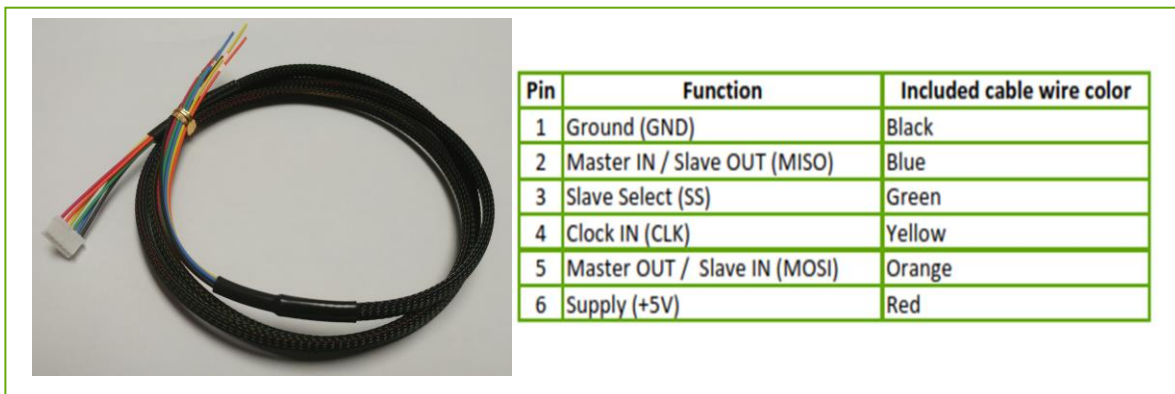 Pin Function Included cable wire color
1 Ground (GND) Black
2 Master IN / Slave OUT (MISO) Blue
3 Slave Select (SS) Green
4 Clock IN (CLK) Yellow
5 Master OUT / Slave IN (MOSI) Orange
6 Supply (+5V) Red